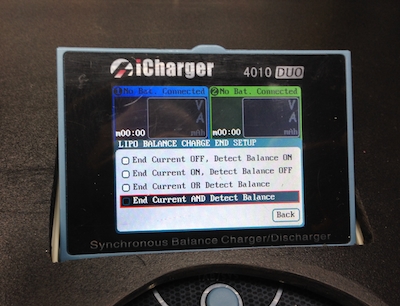 iCharger
4010 DUO
1 No Bat. Connected 2 No Bat. Connected
V V
A A
m00:00 mAh m00:00 mAh
LIPO BALANCE CHARGE END SETUP
End Current OFF, Detect Balance ON
End Current ON, Detect Balance OFF
End Current OR Detect Balance
End Current AND Detect Balance
Back
Synchronous Balance Charger/Discharger